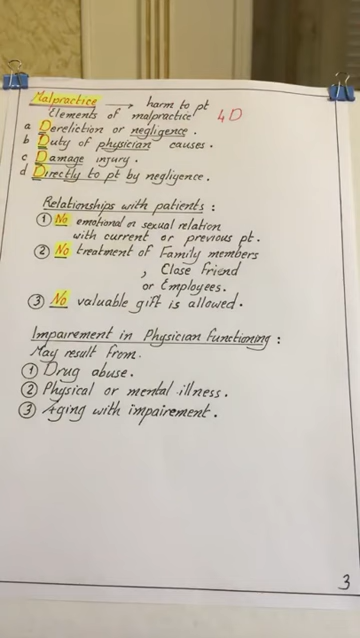 Malpractice → harm to pt
Elements of malpractice 4D
a Dereliction or negligence.
b Duty of physician causes.
c Damage injury.
d Directly to pt by negligence.
Relationships with patients :
① No emotional or sexual relation
with current or previous pt.
② No treatment of Family members
, Close friend
or Employees.
③ No valuable gift is allowed.
Impairement in Physician functioning :
May result from.
① Drug abuse.
② Physical or mental illness.
③ Aging with impairement.
3